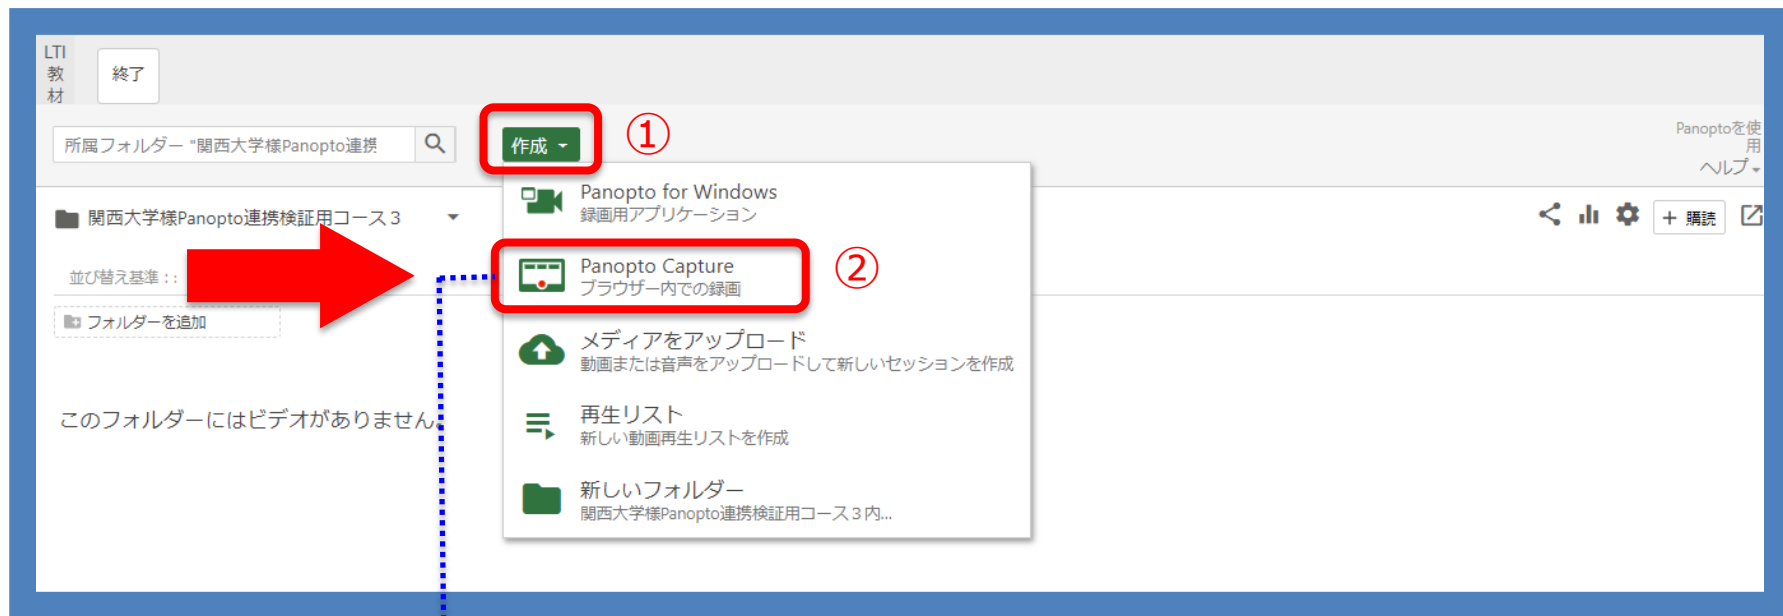 LTI
教
材
終了
所属フォルダー "関西大学様Panopto連携
作成
①
Panoptoを使
用
ヘルプ
Panopto for Windows
録画用アプリケーション
関西大学様Panopto連携検証用コース３
+ 購読
Panopto Capture
ブラウザー内での録画
②
並び替え基準 : :
フォルダーを追加
メディアをアップロード
動画または音声をアップロードして新しいセッションを作成
このフォルダーにはビデオがありません。
再生リスト
新しい動画再生リストを作成
新しいフォルダー
関西大学様Panopto連携検証用コース３内...